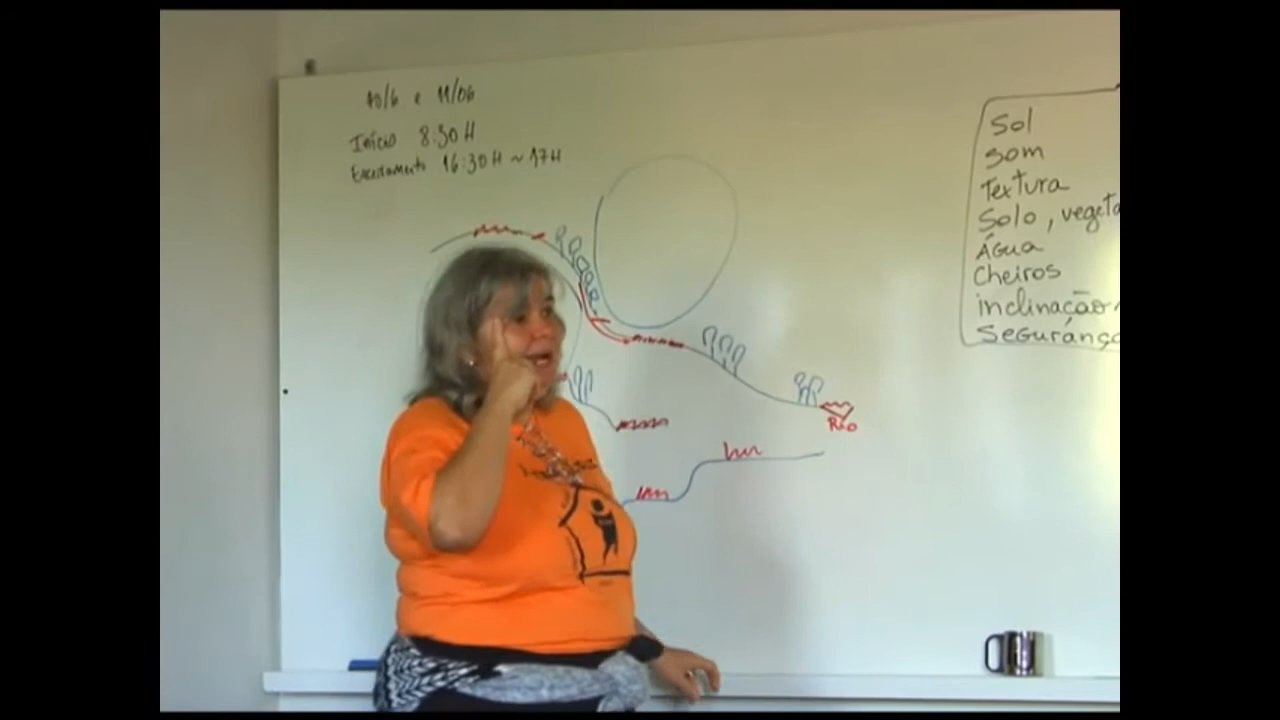 10/6 e 11/06
Início 8:30H
Encerramento 16:30H ~ 17H
Sol
Som
Textura
Solo, vegeta
Água
Cheiros
inclinação
Seguranç
Rio